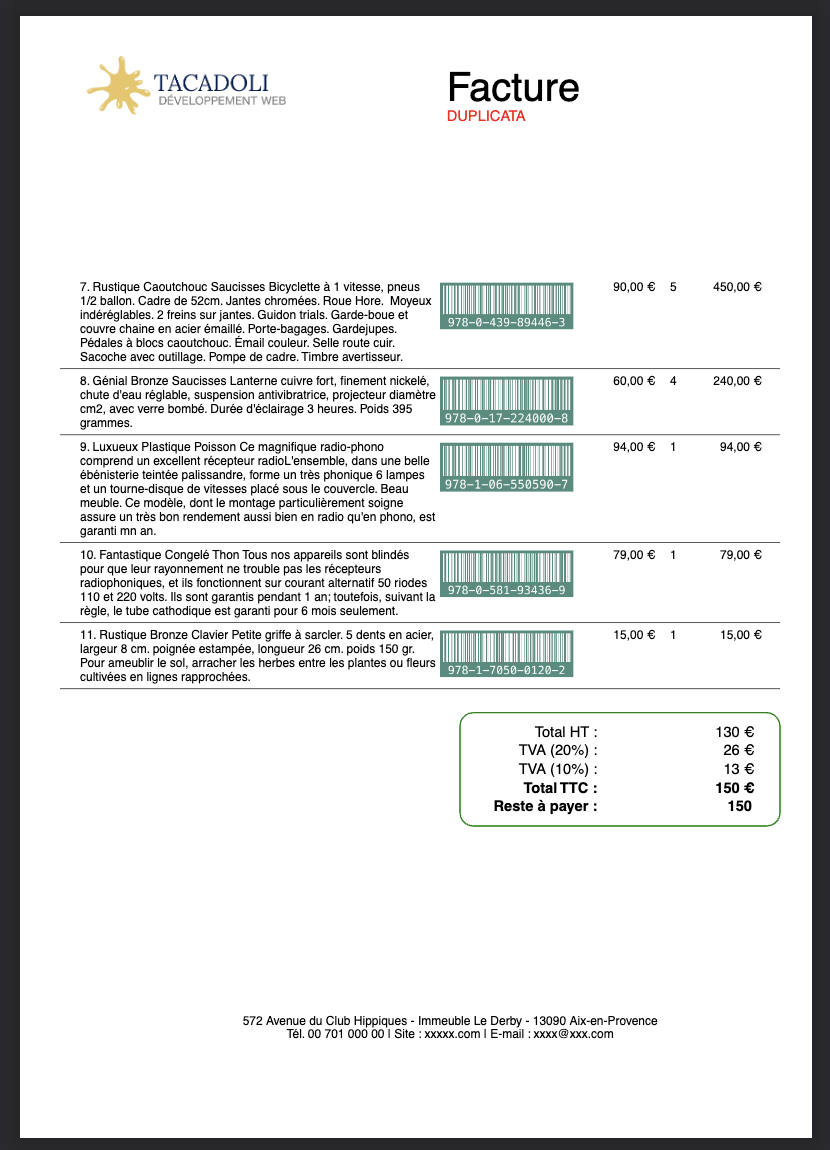 TACADOLI
DÉVELOPPEMENT WEB
Facture
DUPLICATA
7. Rustique Caoutchouc Saucisses Bicyclette à 1 vitesse, pneus
1/2 ballon. Cadre de 52cm. Jantes chromées. Roue Hore.  Moyeux
indéréglables. 2 freins sur jantes. Guidon trials. Garde-boue et
couvre chaine en acier émaillé. Porte-bagages. Gardejupes.
Pédales à blocs caoutchouc. Émail couleur. Selle route cuir.
Sacoche avec outillage. Pompe de cadre. Timbre avertisseur.
978-0-439-89446-3
90,00 € 5 450,00 €
8. Génial Bronze Saucisses Lanterne cuivre fort, finement nickelé,
chute d'eau réglable, suspension antivibratrice, projecteur diamètre
cm2, avec verre bombé. Durée d'éclairage 3 heures. Poids 395
grammes.
978-0-17-224000-8
60,00 € 4 240,00 €
9. Luxueux Plastique Poisson Ce magnifique radio-phono
comprend un excellent récepteur radioL'ensemble, dans une belle
ébénisterie teintée palissandre, forme un très phonique 6 lampes
et un tourne-disque de vitesses placé sous le couvercle. Beau
meuble. Ce modèle, dont le montage particulièrement soigne
assure un très bon rendement aussi bien en radio qu'en phono, est
garanti mn an.
978-1-06-550590-7
94,00 € 1 94,00 €
10. Fantastique Congelé Thon Tous nos appareils sont blindés
pour que leur rayonnement ne trouble pas les récepteurs
radiophoniques, et ils fonctionnent sur courant alternatif 50 riodes
110 et 220 volts. Ils sont garantis pendant 1 an; toutefois, suivant la
règle, le tube cathodique est garanti pour 6 mois seulement.
978-0-581-93436-9
79,00 € 1 79,00 €
11. Rustique Bronze Clavier Petite griffe à sarcler. 5 dents en acier,
largeur 8 cm. poignée estampée, longueur 26 cm. poids 150 gr.
Pour ameublir le sol, arracher les herbes entre les plantes ou fleurs
cultivées en lignes rapprochées.
978-1-7050-0120-2
15,00 € 1 15,00 €
Total HT : 130 €
TVA (20%) : 26 €
TVA (10%) : 13 €
Total TTC : 150 €
Reste à payer : 150
572 Avenue du Club Hippiques - Immeuble Le Derby - 13090 Aix-en-Provence
Tél. 00 701 000 00 | Site : xxxxx.com | E-mail : xxxx@xxx.com